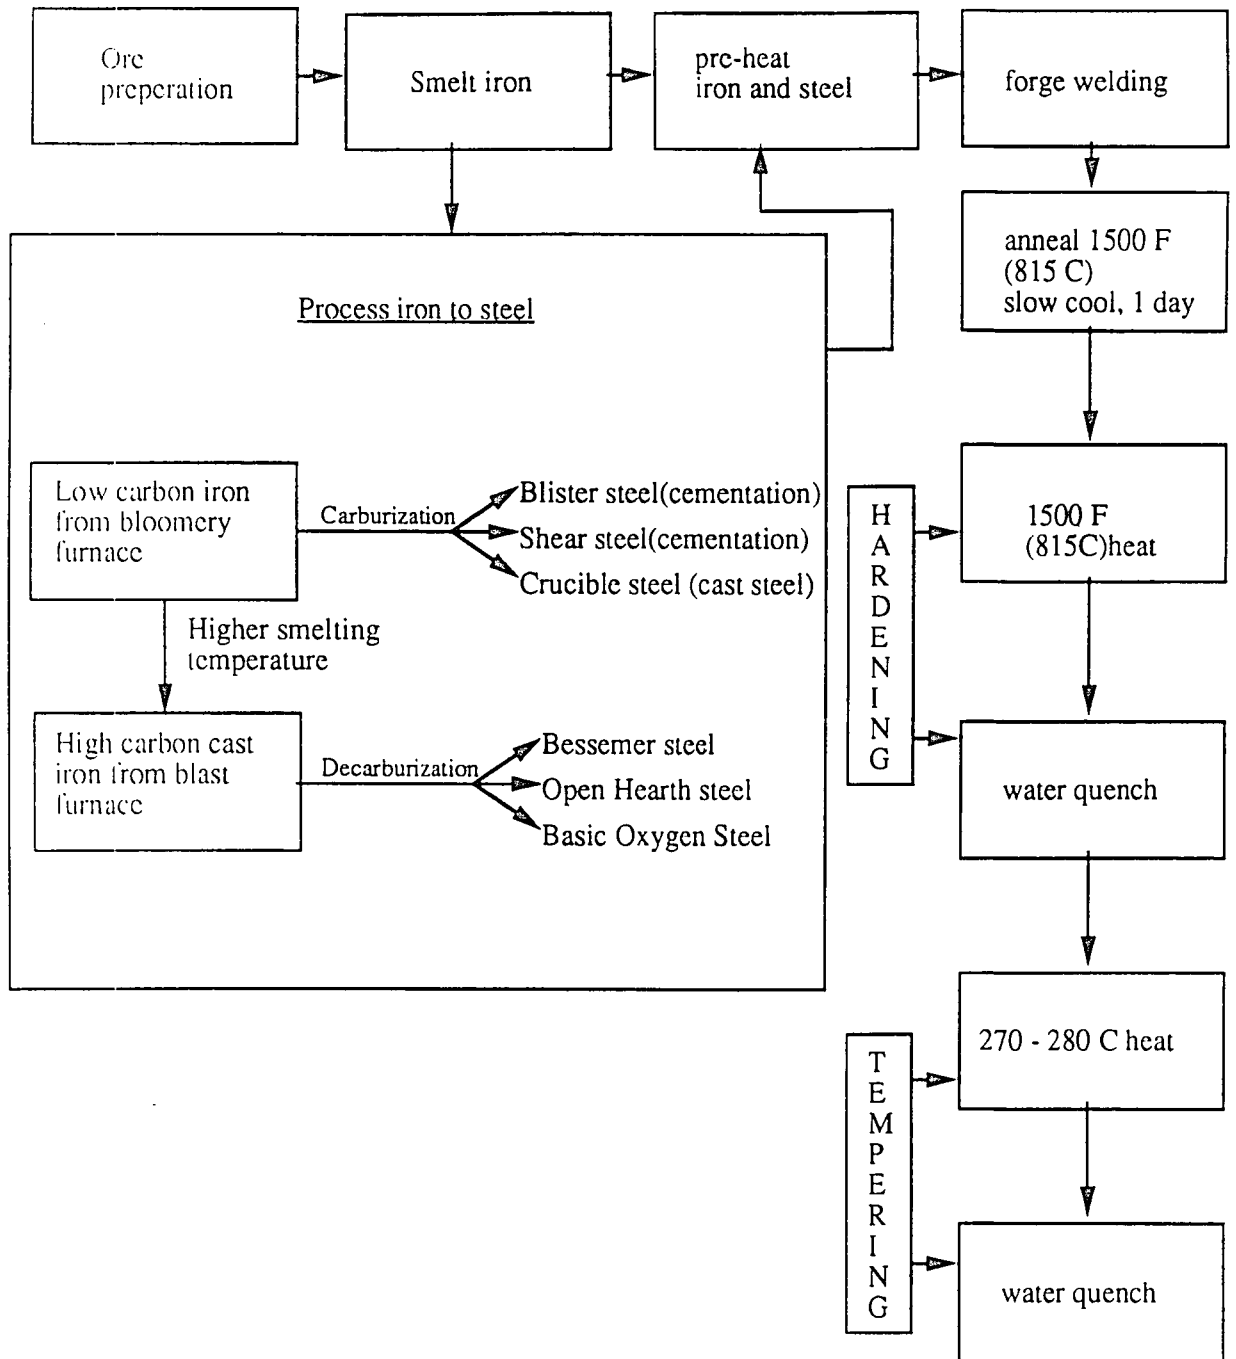 Ore
preperation
Smelt iron
pre-heat
iron and steel
forge welding
anneal 1500 F
(815 C)
slow cool, 1 day
Process iron to steel
Low carbon iron
from bloomery
furnace
Carburization
Blister steel(cementation)
Shear steel(cementation)
Crucible steel (cast steel)
Higher smelting
temperature
High carbon cast
iron from blast
furnace
Decarburization
Bessemer steel
Open Hearth steel
Basic Oxygen Steel
HARDENING
1500 F
(815C)heat
water quench
TEMPERING
270 - 280 C heat
water quench